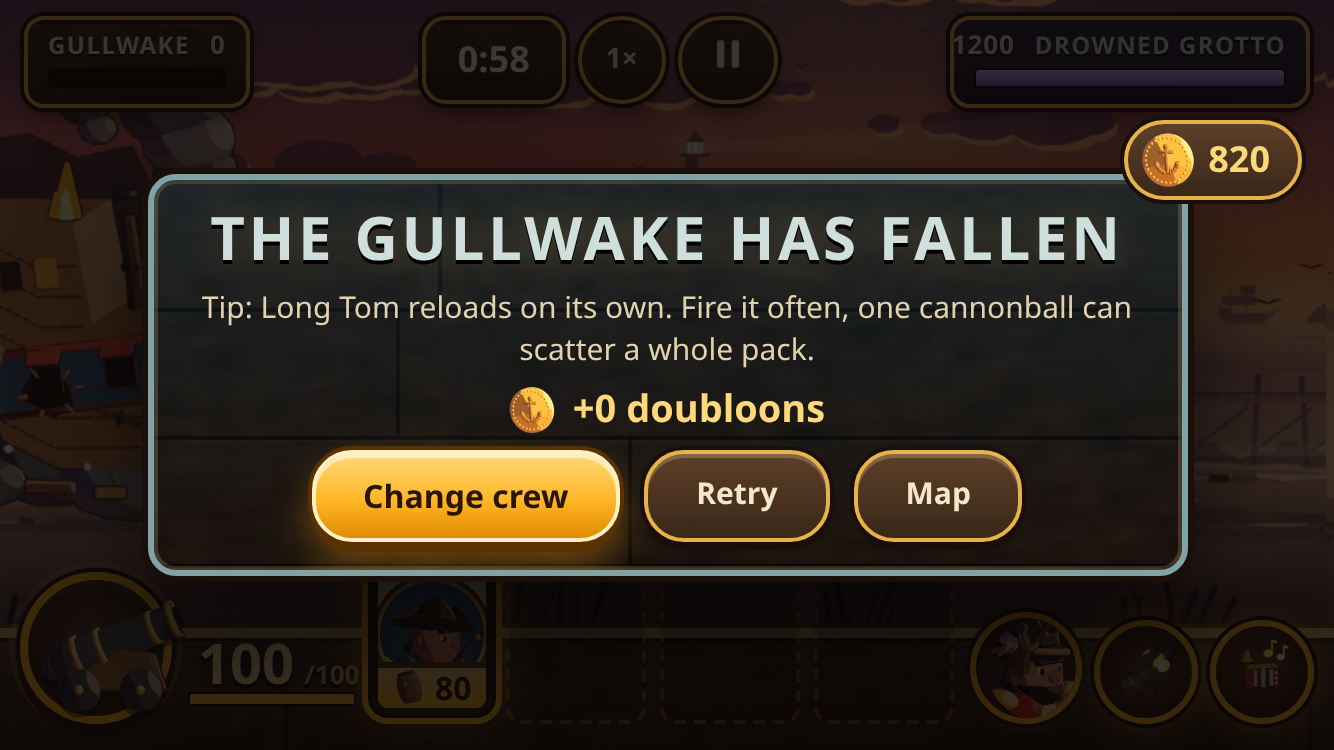 GULLWAKE 0
0:58
1×
1200 DROWNED GROTTO
820
THE GULLWAKE HAS FALLEN
Tip: Long Tom reloads on its own. Fire it often, one cannonball can
scatter a whole pack.
+0 doubloons
Change crew
Retry
Map
100 /100
80